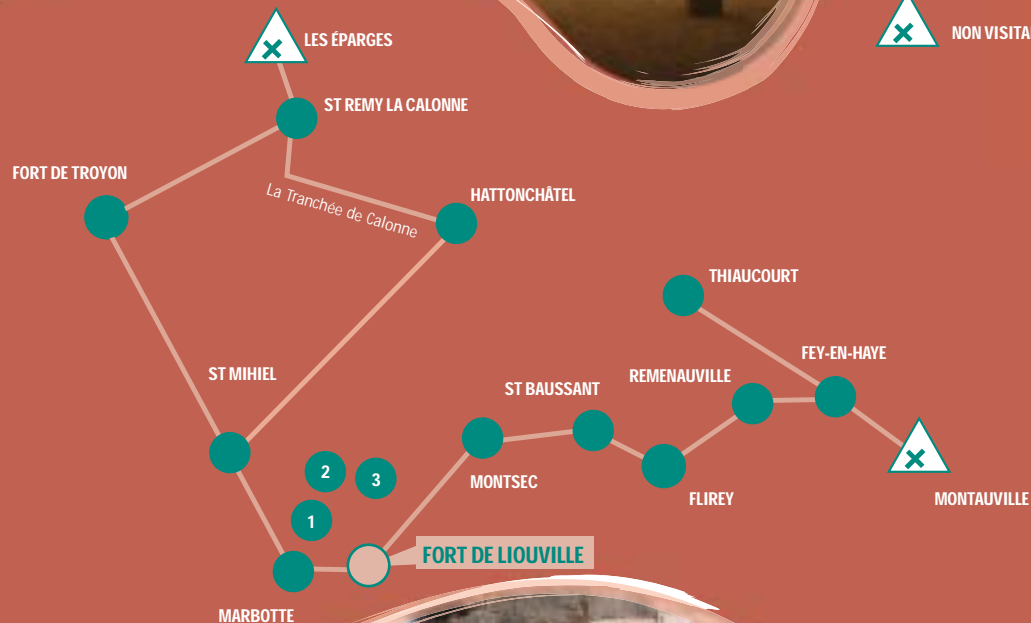 LES ÉPARGES
ST REMY LA CALONNE
FORT DE TROYON
La Tranchée de Calonne
HATTONCHÂTEL
THIAUCOURT
FEY-EN-HAYE
ST MIHIEL
REMENAUVILLE
ST BAUSSANT
2
3
MONTSEC
FLIREY
MONTAUVILLE
1
FORT DE LIOUVILLE
MARBOTTE
NON